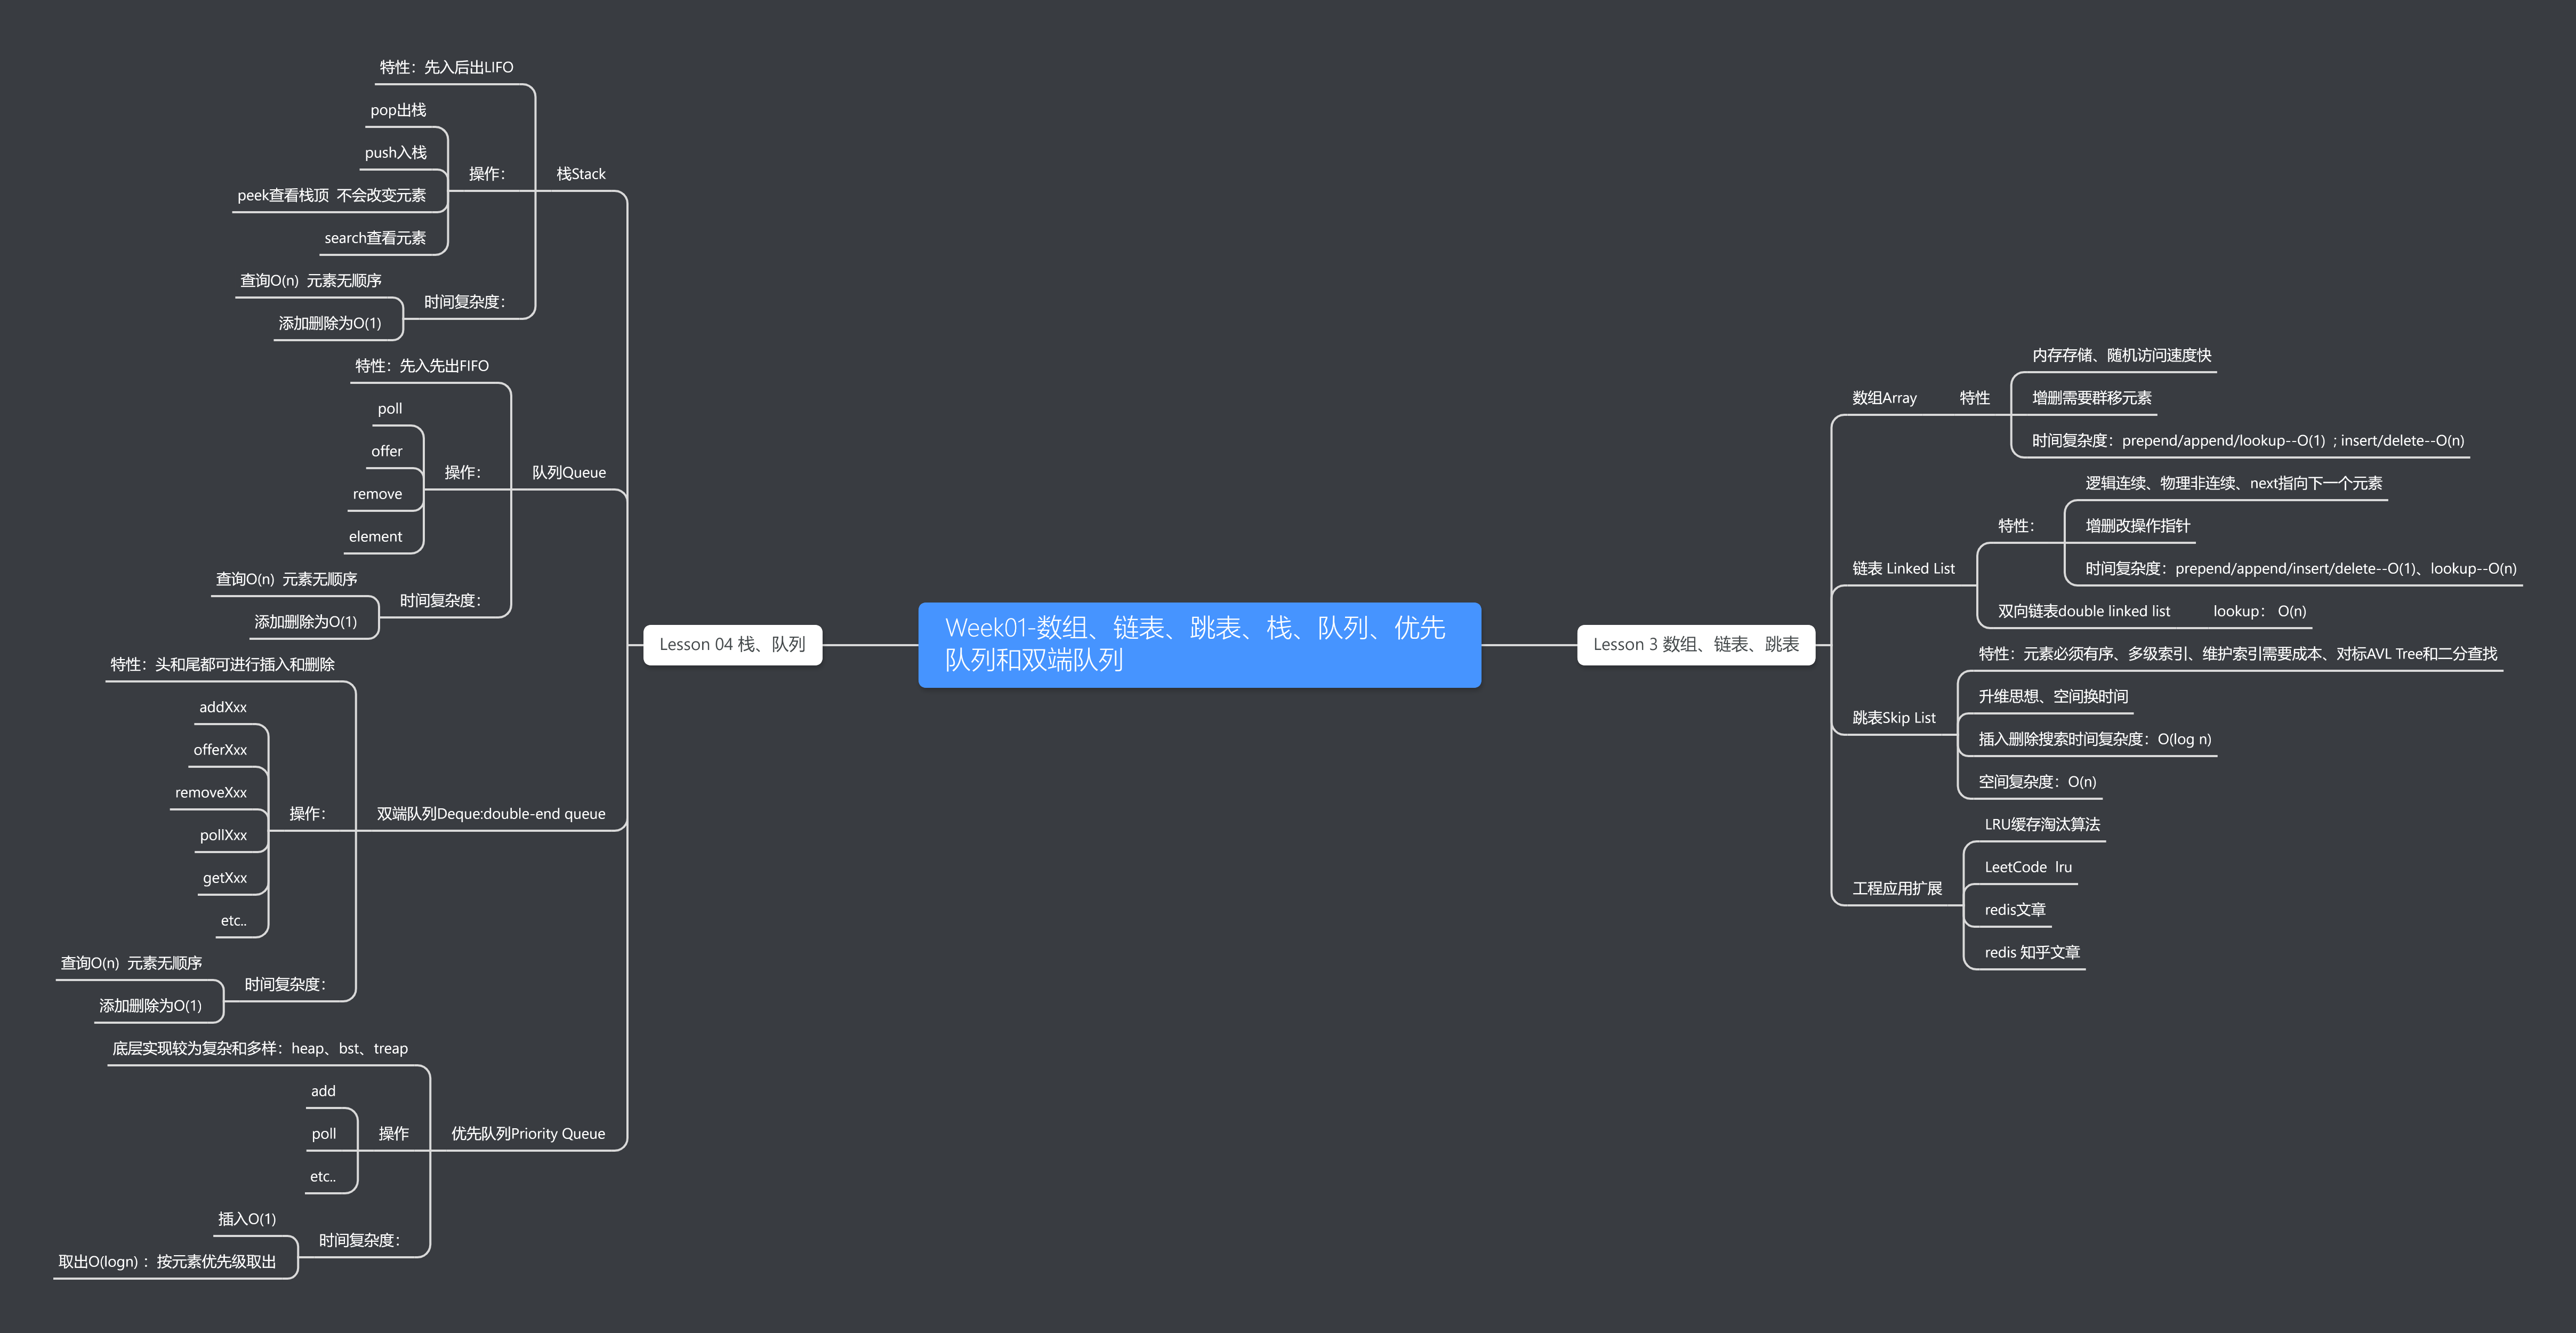 Week01-数组、链表、跳表、栈、队列、优先
队列和双端队列
Lesson 3 数组、链表、跳表
数组Array
特性
内存存储、随机访问速度快
增删需要群移元素
时间复杂度：prepend/append/lookup--O(1) ; insert/delete--O(n)
链表 Linked List
特性：
逻辑连续、物理非连续、next指向下一个元素
增删改操作指针
时间复杂度：prepend/append/insert/delete--O(1)、lookup--O(n)
双向链表double linked list
lookup： O(n)
跳表Skip List
特性：元素必须有序、多级索引、维护索引需要成本、对标AVL Tree和二分查找
升维思想、空间换时间
插入删除搜索时间复杂度：O(log n)
空间复杂度：O(n)
工程应用扩展
LRU缓存淘汰算法
LeetCode lru
redis文章
redis 知乎文章
Lesson 04 栈、队列
栈Stack
特性：先入后出LIFO
操作：
pop出栈
push入栈
peek查看栈顶 不会改变元素
search查看元素
时间复杂度：
查询O(n) 元素无顺序
添加删除为O(1)
队列Queue
特性：先入先出FIFO
操作：
poll
offer
remove
element
时间复杂度：
查询O(n) 元素无顺序
添加删除为O(1)
双端队列Deque:double-end queue
特性：头和尾都可进行插入和删除
操作：
addXxx
offerXxx
removeXxx
pollXxx
getXxx
etc..
时间复杂度：
查询O(n) 元素无顺序
添加删除为O(1)
优先队列Priority Queue
底层实现较为复杂和多样：heap、bst、treap
操作
add
poll
etc..
时间复杂度：
插入O(1)
取出O(logn) ：按元素优先级取出